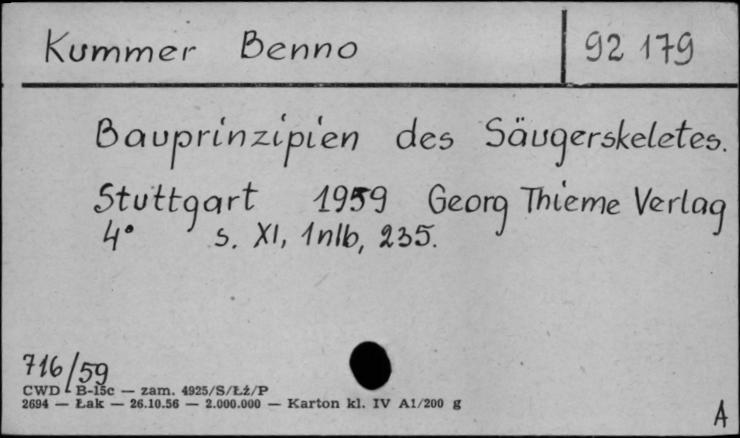 Kummer Benno 92 179
Bauprinzipien des Säugerskeletes.
Stuttgart 1959 Georg Thieme Verlag
4° s. XI, 1nlb, 235.
716/59
CWD B-15c — zam. 4925/S/Łż/P
2694 — Łak — 26.10.56 — 2.000.000 — Karton kl. IV A1/200 g
A